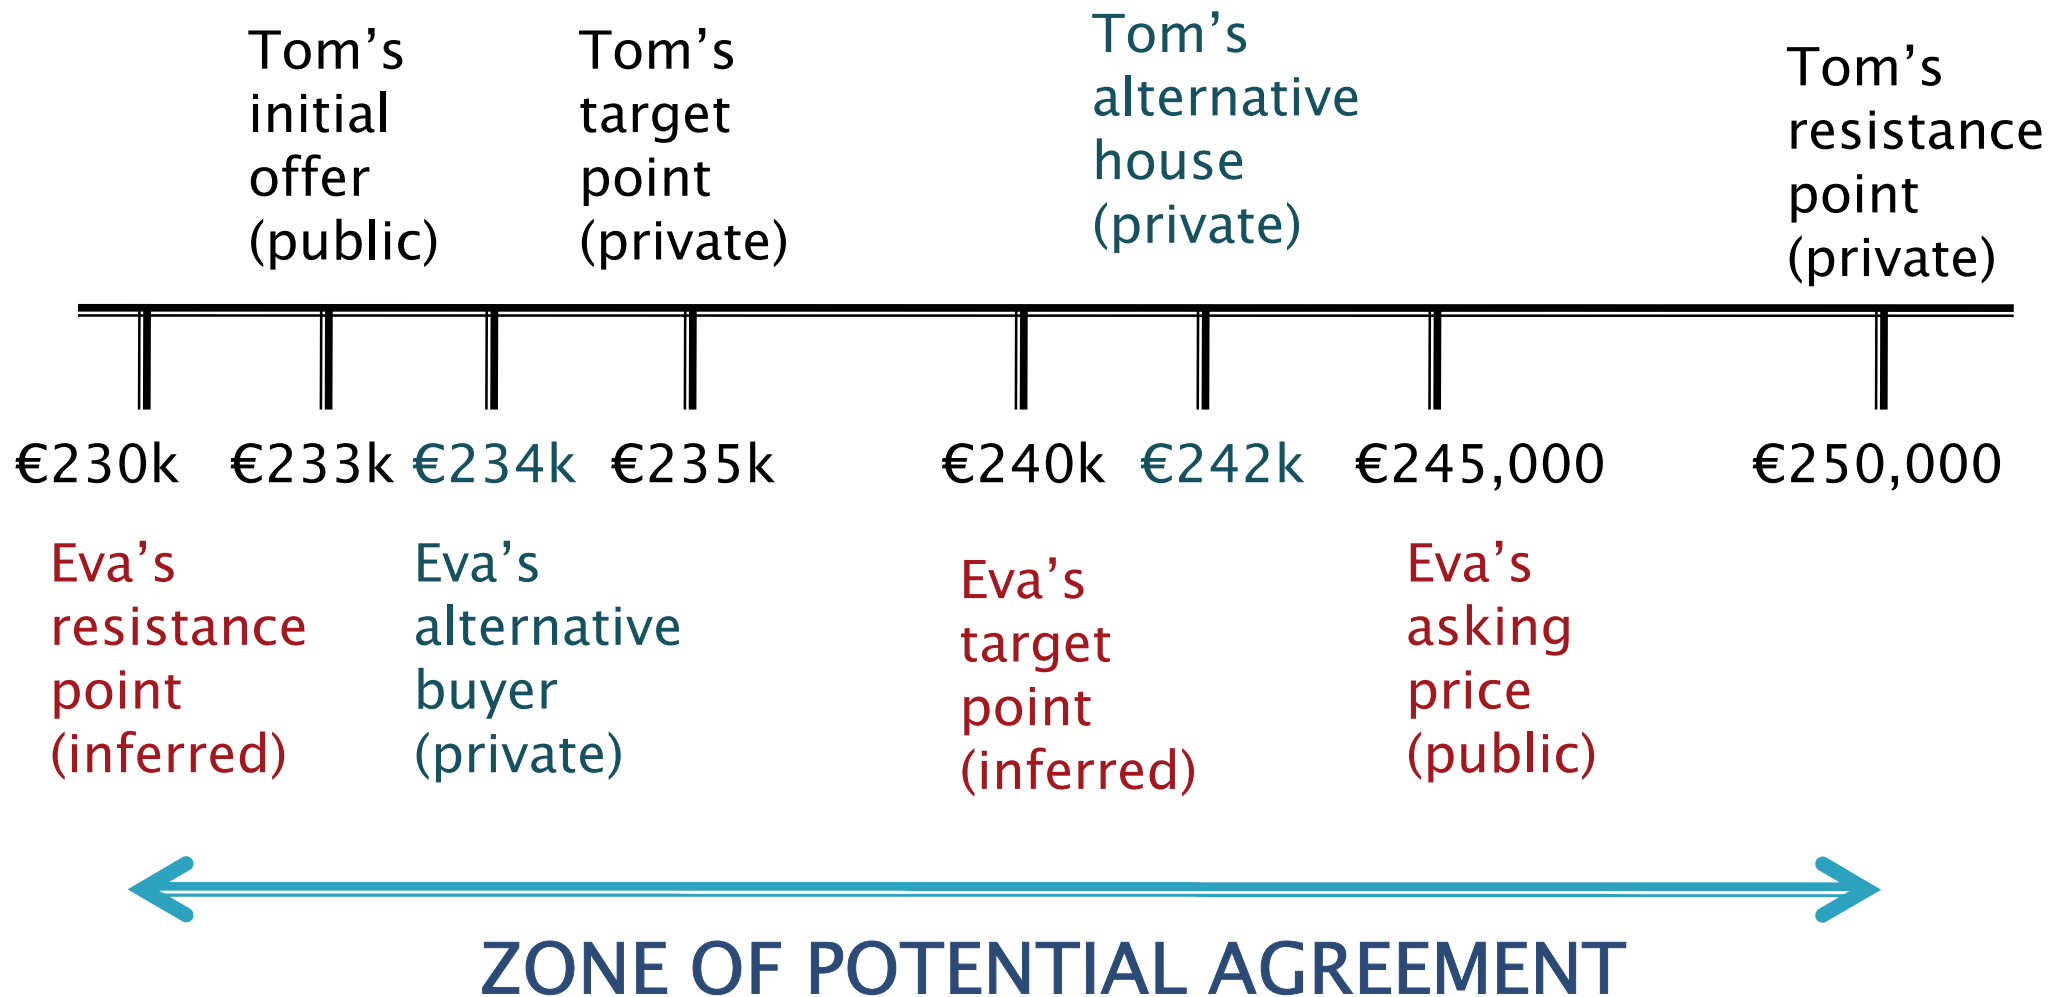 Tom’s
initial
offer
(public)
Tom’s
target
point
(private)
Tom’s
alternative
house
(private)
Tom’s
resistance
point
(private)
€230k
€233k
€234k
€235k
€240k
€242k
€245,000
€250,000
Eva’s
resistance
point
(inferred)
Eva’s
alternative
buyer
(private)
Eva’s
target
point
(inferred)
Eva’s
asking
price
(public)
ZONE OF POTENTIAL AGREEMENT